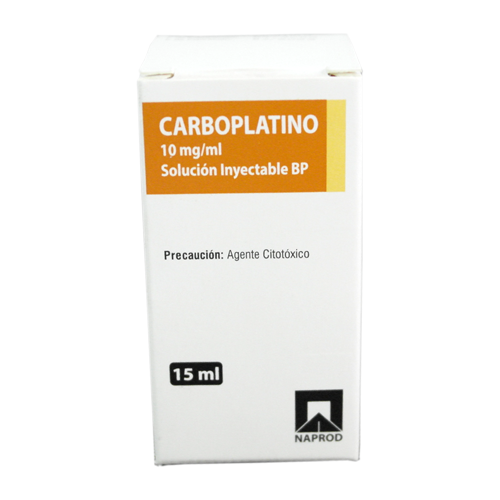 CARBOPLATINO
10 mg/ml
Solución Inyectable BP
Precaución: Agente Citotóxico
15 ml
NAPROD